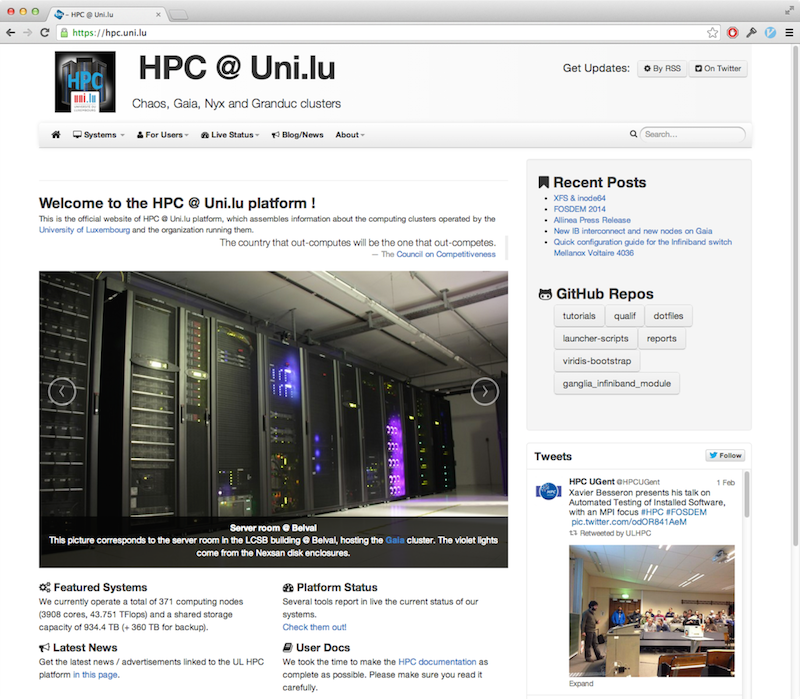 HPC @ Uni.lu
https://hpc.uni.lu
HPC
uni.lu
HPC @ Uni.lu
Chaos, Gaia, Nyx and Granduc clusters
Get Updates:
By RSS
On Twitter
Systems
For Users
Live Status
Blog/News
About
Search...
Welcome to the HPC @ Uni.lu platform !
This is the official website of HPC @ Uni.lu platform, which assembles information about the computing clusters operated by the
University of Luxembourg and the organization running them.
The country that out-computes will be the one that out-competes.
— The Council on Competitiveness
Server room @ Belval
This picture corresponds to the server room in the LCSB building @ Belval, hosting the Gaia cluster. The violet lights
come from the Nexsan disk enclosures.
Featured Systems
We currently operate a total of 371 computing nodes
(3908 cores, 43.751 TFlops) and a shared storage
capacity of 934.4 TB (+ 360 TB for backup).
Latest News
Get the latest news / advertisements linked to the UL HPC
platform in this page.
Platform Status
Several tools report in live the current status of our
systems.
Check them out!
User Docs
We took the time to make the HPC documentation as
complete as possible. Please make sure you read it
carefully.
Recent Posts
XFS & inode64
FOSDEM 2014
Allinea Press Release
New IB interconnect and new nodes on Gaia
Quick configuration guide for the Infiniband switch
Mellanox Voltaire 4036
GitHub Repos
tutorials
qualif
dotfiles
launcher-scripts
reports
viridis-bootstrap
ganglia_infiniband_module
Tweets
Follow
HPC UGent @HPCUGent
1 Feb
Xavier Besseron presents his talk on
Automated Testing of Installed Software,
with an MPI focus #HPC #FOSDEM
pic.twitter.com/odOR841AeM
Retweeted by ULHPC
Expand